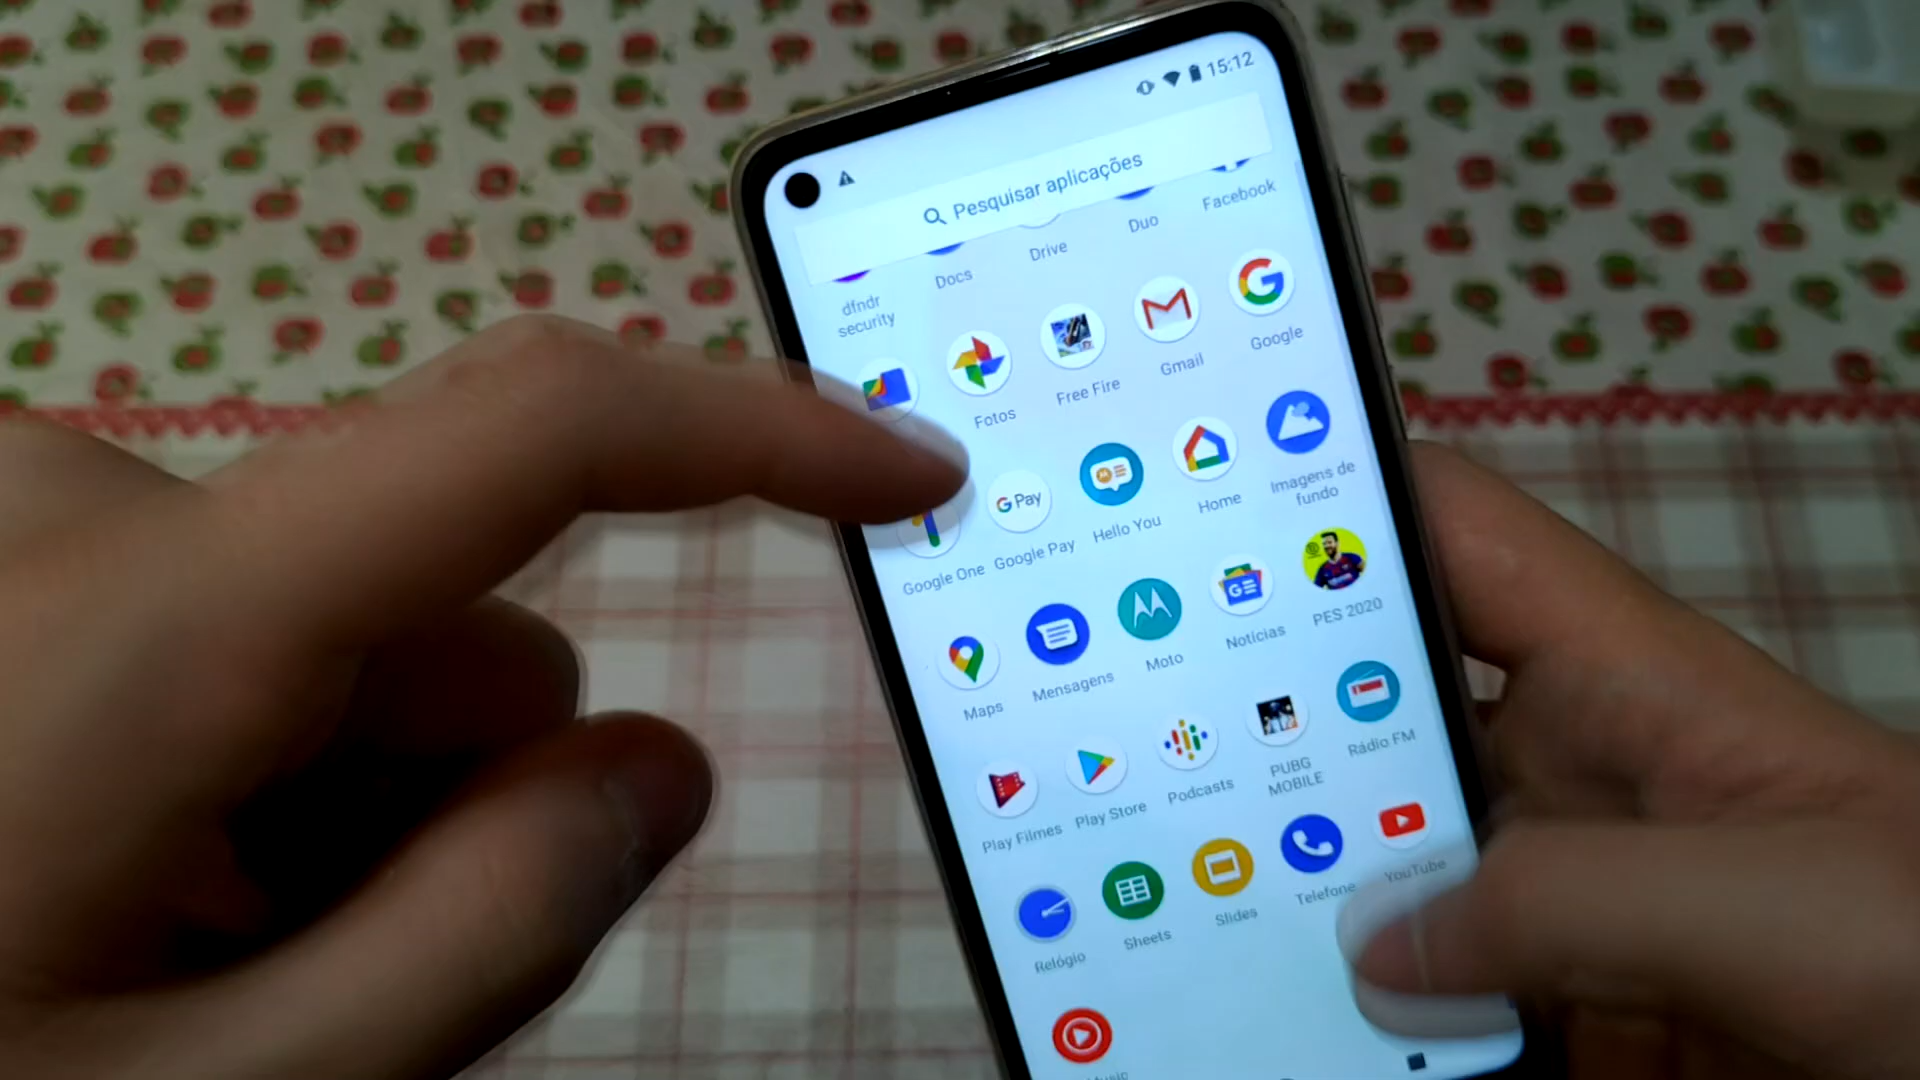 15:12
Pesquisar aplicações
dfndr
security
Docs
Drive
Duo
Facebook
Fotos
Free Fire
Gmail
Google
G Pay
Google One
Google Pay
Hello You
Home
Imagens de
fundo
Maps
Mensagens
Moto
Notícias
PES 2020
Play Filmes
Play Store
Podcasts
PUBG
MOBILE
Rádio FM
Relógio
Sheets
Slides
Telefone
YouTube